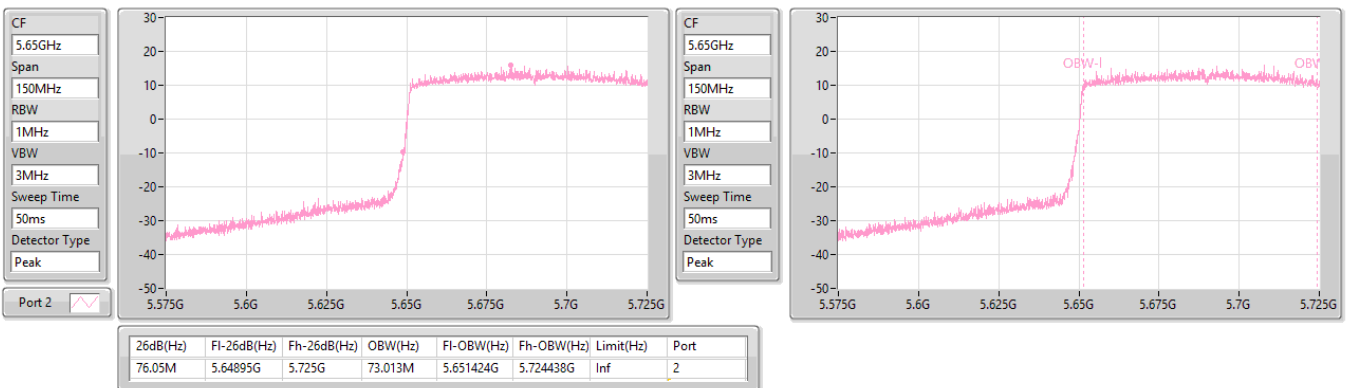 CF
5.65GHz
Span
150MHz
RBW
1MHz
VBW
3MHz
Sweep Time
50ms
Detector Type
Peak
Port 2
30
20
10
0
-10
-20
-30
-40
-50
5.575G 5.6G 5.625G 5.65G 5.675G 5.7G 5.725G
CF
5.65GHz
Span
150MHz
RBW
1MHz
VBW
3MHz
Sweep Time
50ms
Detector Type
Peak
30
20
10
0
-10
-20
-30
-40
-50
OBW-l OBW
5.575G 5.6G 5.625G 5.65G 5.675G 5.7G 5.725G
26dB(Hz) Fl-26dB(Hz) Fh-26dB(Hz) OBW(Hz) Fl-OBW(Hz) Fh-OBW(Hz) Limit(Hz) Port
76.05M 5.64895G 5.725G 73.013M 5.651424G 5.724438G Inf 2